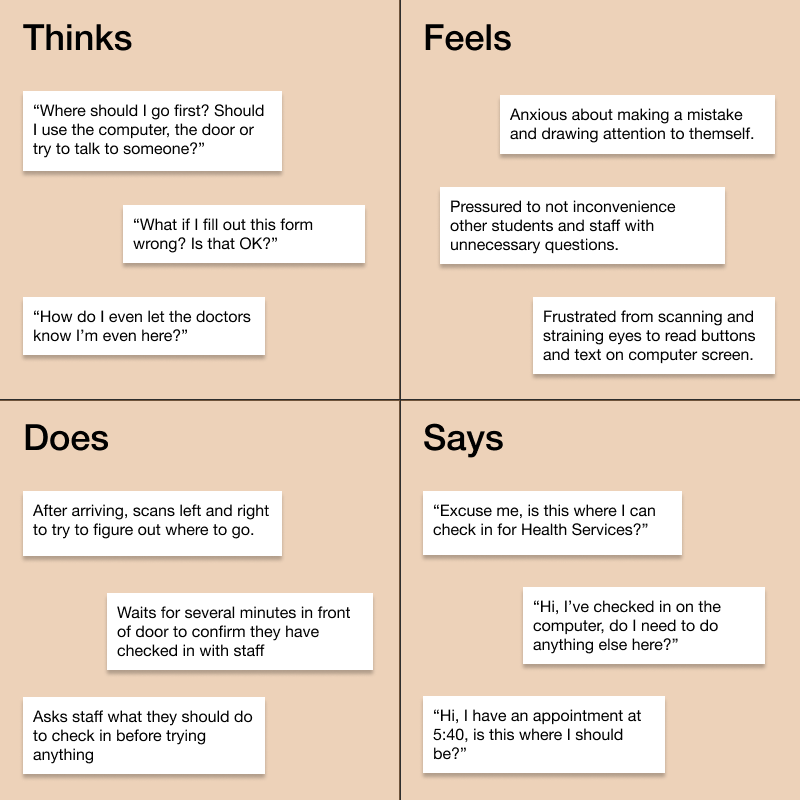 Thinks
“Where should I go first? Should
I use the computer, the door or
try to talk to someone?”
“What if I fill out this form
wrong? Is that OK?”
“How do I even let the doctors
know I’m even here?”
Feels
Anxious about making a mistake
and drawing attention to themself.
Pressured to not inconvenience
other students and staff with
unnecessary questions.
Frustrated from scanning and
straining eyes to read buttons
and text on computer screen.
Does
After arriving, scans left and right
to try to figure out where to go.
Waits for several minutes in front
of door to confirm they have
checked in with staff
Asks staff what they should do
to check in before trying
anything
Says
“Excuse me, is this where I can
check in for Health Services?”
“Hi, I’ve checked in on the
computer, do I need to do
anything else here?”
“Hi, I have an appointment at
5:40, is this where I should
be?”